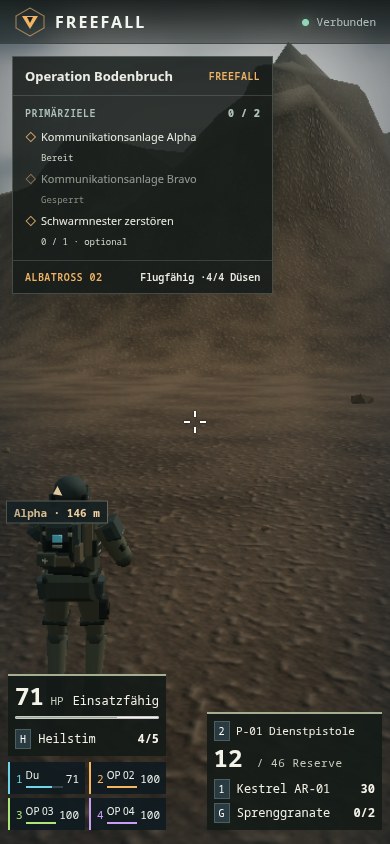 FREEFALL
Verbunden
Operation Bodenbruch FREEFALL
PRIMÄRZIELE 0 / 2
Kommunikationsanlage Alpha
Bereit
Kommunikationsanlage Bravo
Gesperrt
Schwarmnester zerstören
0 / 1 · optional
ALBATROSS 02 Flugfähig ·4/4 Düsen
Alpha · 146 m
71 HP Einsatzfähig
H Heilstim 4/5
1 Du 71
2 OP 02 100
3 OP 03 100
4 OP 04 100
2 P-01 Dienstpistole
12 / 46 Reserve
1 Kestrel AR-01 30
G Sprenggranate 0/2